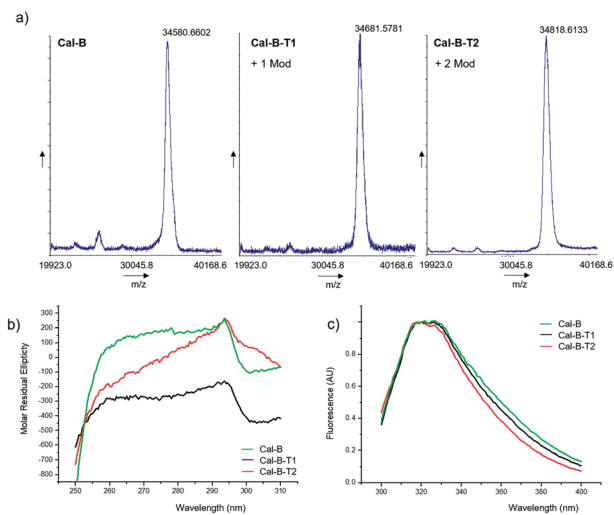 a)
Cal-B
34580.6602
19923.0 30045.8 40168.6
m/z
Cal-B-T1
+ 1 Mod
34681.5781
19923.0 30045.8 40168.6
m/z
Cal-B-T2
+ 2 Mod
34818.6133
19923.0 30045.8 40168.6
m/z
b)
Molar Residual Ellipticy
300
200
100
0
-100
-200
-300
-400
-500
-600
-700
-800
250 260 270 280 290 300 310
Wavelength (nm)
Cal-B
Cal-B-T1
Cal-B-T2
c)
Fluorescence (AU)
1
0.8
0.6
0.4
0.2
0.0
300 320 340 360 380 400
Wavelength (nm)
Cal-B
Cal-B-T1
Cal-B-T2